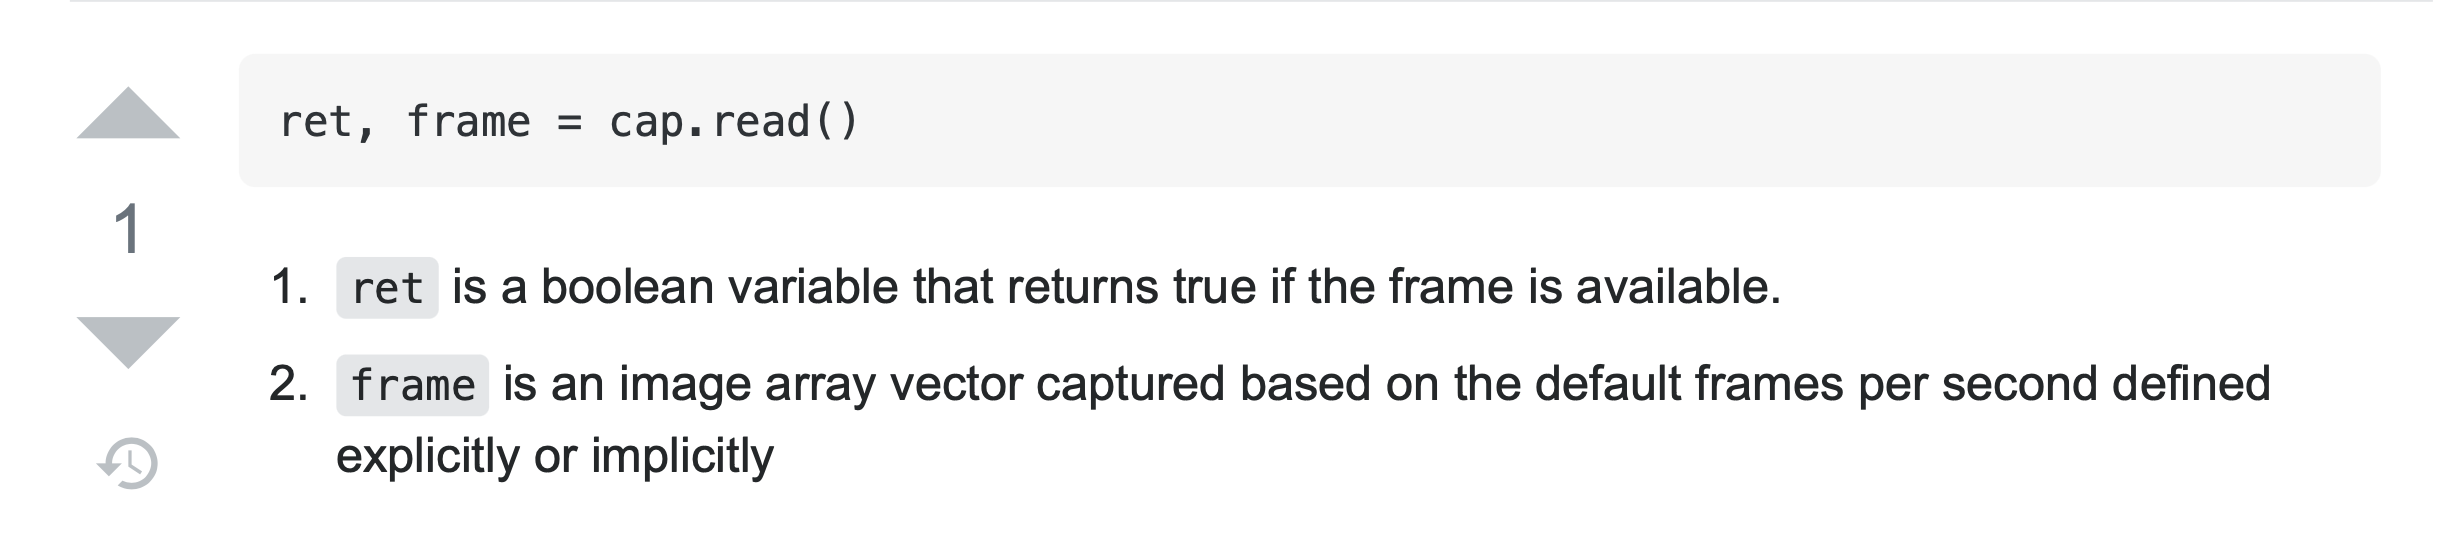 ret, frame = cap.read()
1
1. ret is a boolean variable that returns true if the frame is available.
2. frame is an image array vector captured based on the default frames per second defined
explicitly or implicitly